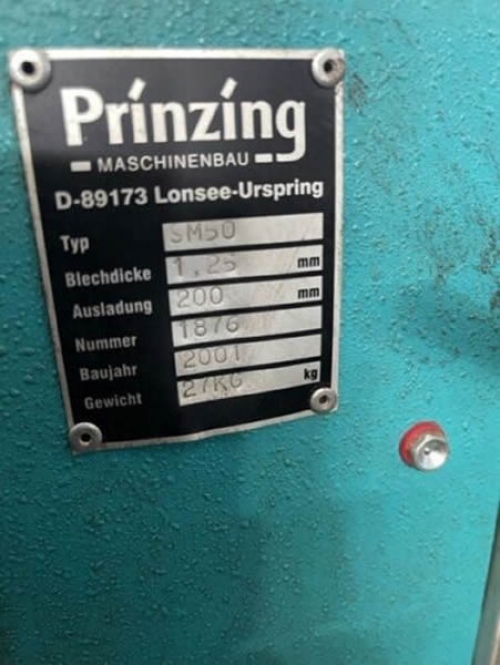 Prinzing
MASCHINENBAU
D-89173 Lonsee-Urspring
Typ SM50
Blechdicke 1.25 mm
Ausladung 200 mm
Nummer 1876
Baujahr 2001
Gewicht 27KG kg